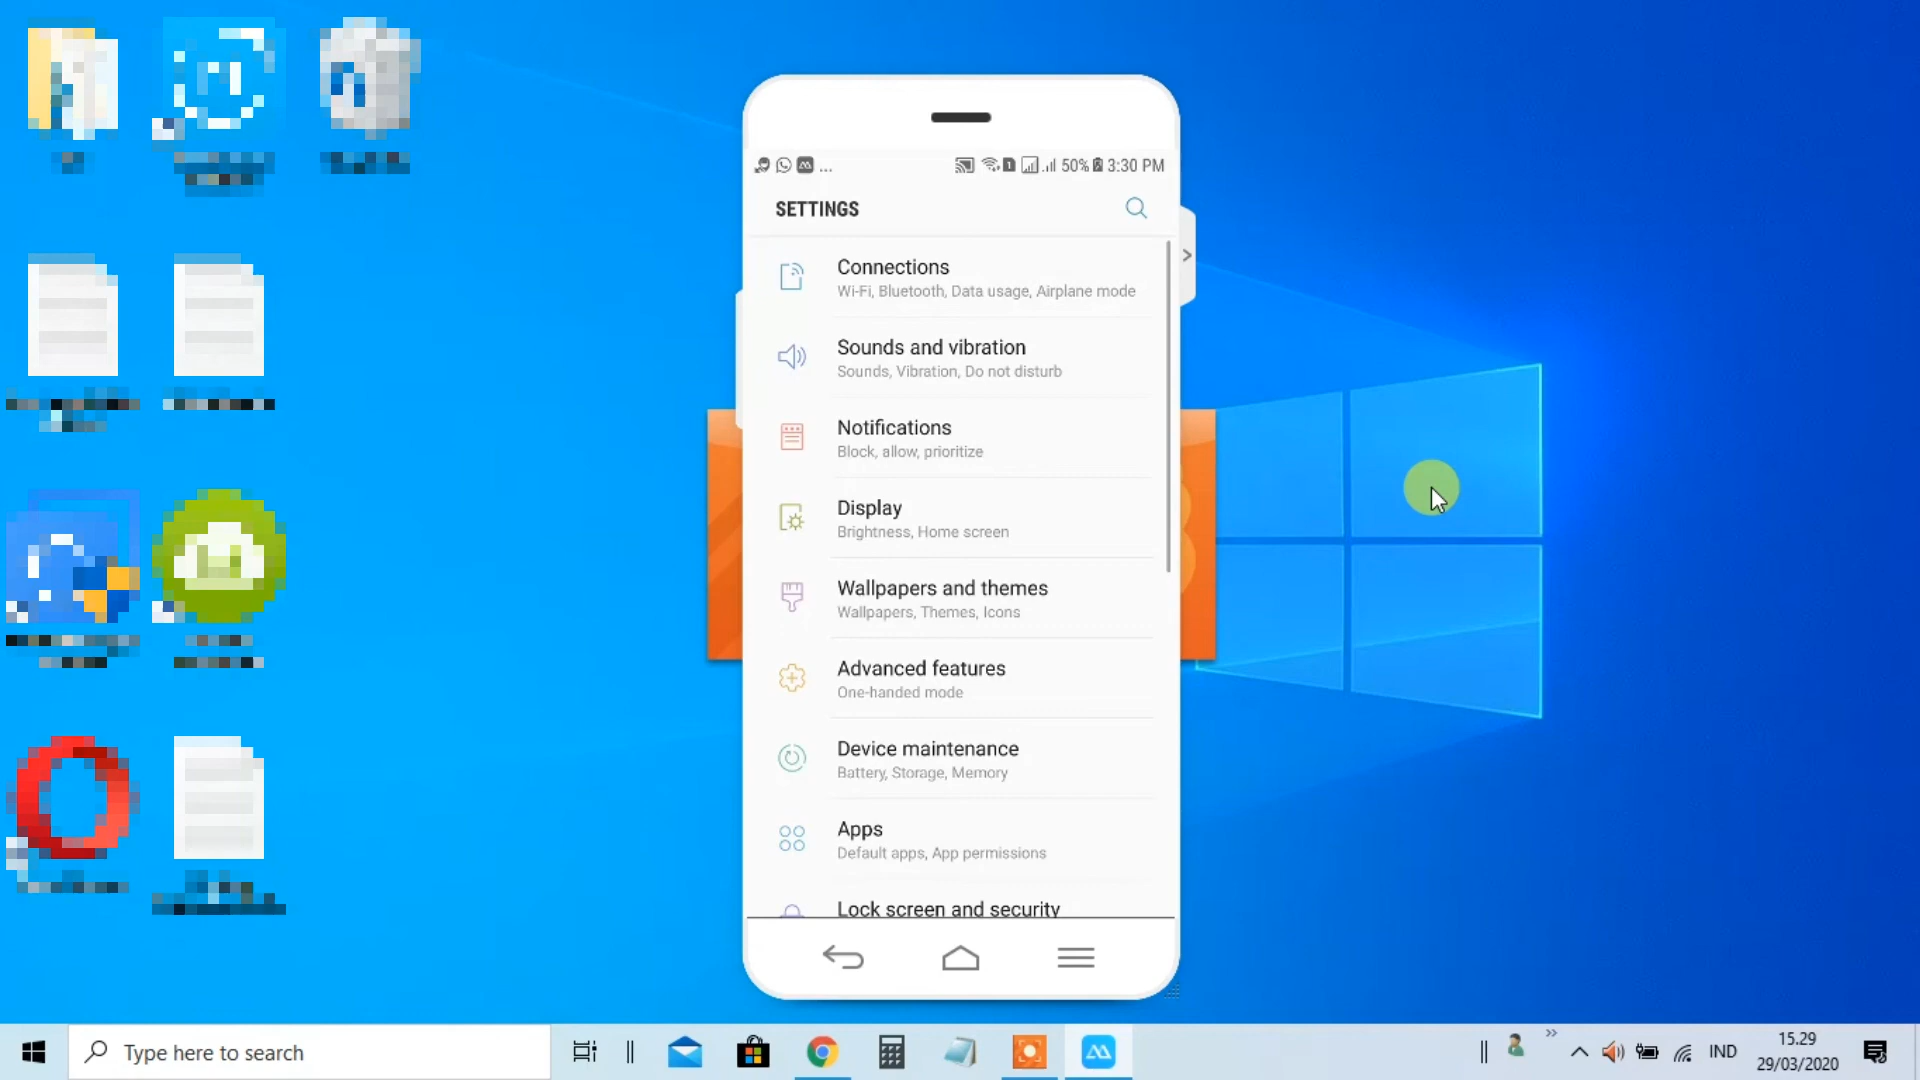 ... 50% 3:30 PM
SETTINGS
Connections
Wi-Fi, Bluetooth, Data usage, Airplane mode
Sounds and vibration
Sounds, Vibration, Do not disturb
Notifications
Block, allow, prioritize
Display
Brightness, Home screen
Wallpapers and themes
Wallpapers, Themes, Icons
Advanced features
One-handed mode
Device maintenance
Battery, Storage, Memory
Apps
Default apps, App permissions
Lock screen and security
Type here to search
IND
15.29
29/03/2020